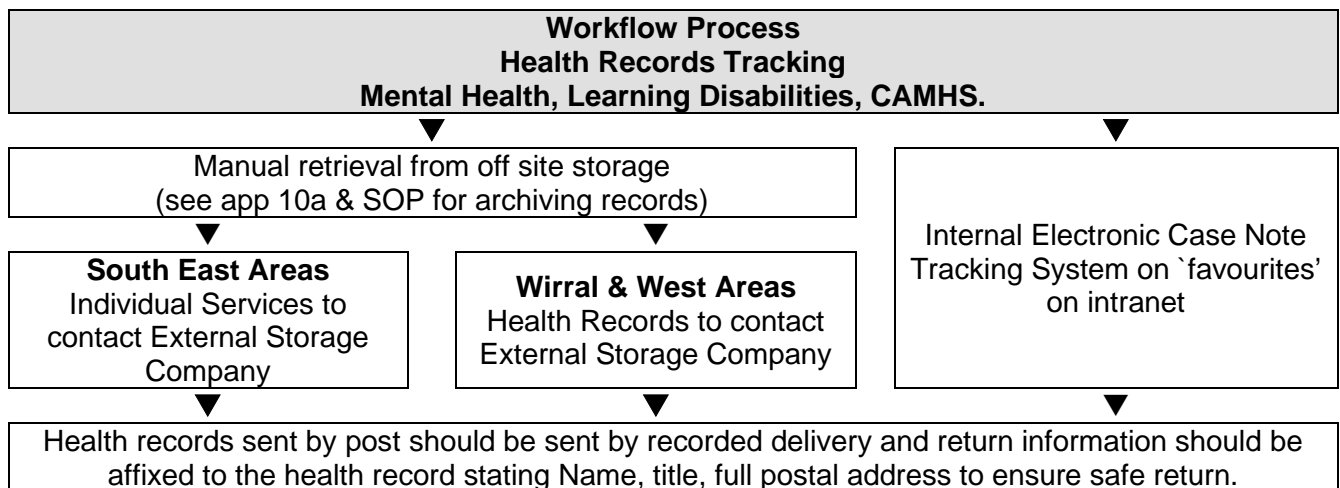 Workflow Process
Health Records Tracking
Mental Health, Learning Disabilities, CAMHS.
Manual retrieval from off site storage
(see app 10a & SOP for archiving records)
South East Areas
Individual Services to
contact External Storage
Company
Wirral & West Areas
Health Records to contact
External Storage Company
Internal Electronic Case Note
Tracking System on `favourites’
on intranet
Health records sent by post should be sent by recorded delivery and return information should be
affixed to the health record stating Name, title, full postal address to ensure safe return.